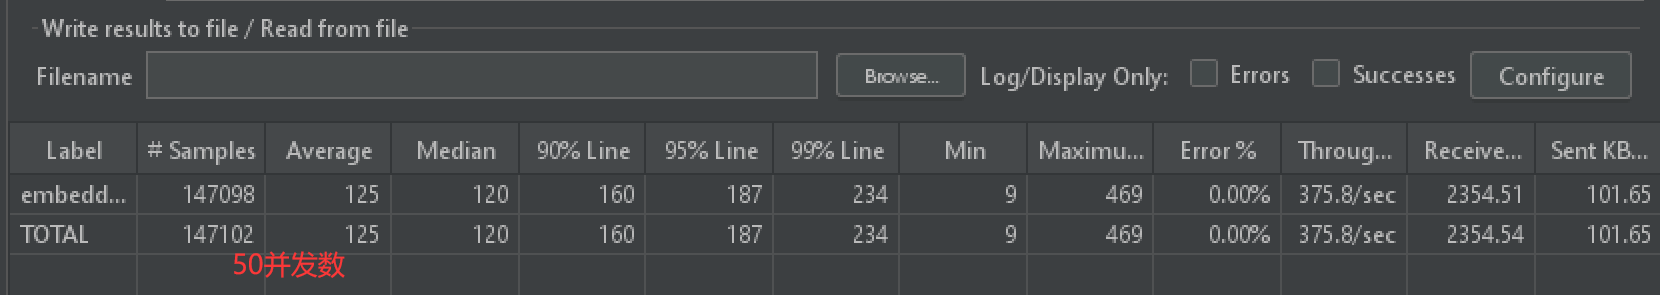 Write results to file / Read from file
Filename Browse... Log/Display Only: Errors Successes Configure
Label # Samples Average Median 90% Line 95% Line 99% Line Min Maximu... Error % Throug... Receive... Sent KB...
embedd... 147098 125 120 160 187 234 9 469 0.00% 375.8/sec 2354.51 101.65
TOTAL 147102 125 120 160 187 234 9 469 0.00% 375.8/sec 2354.54 101.65
50并发数